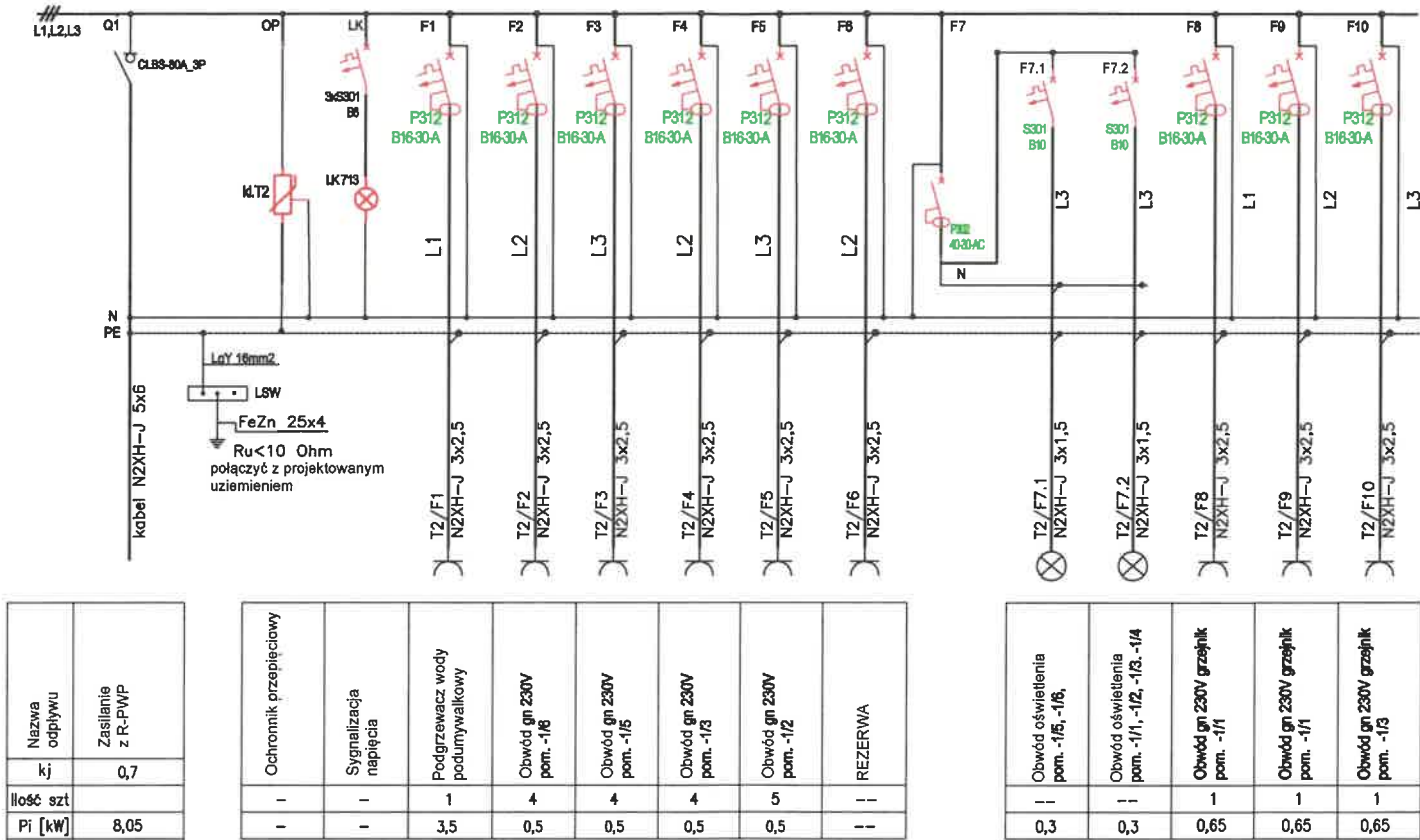 L1,L2,L3
Q1
OP
LK
F1
F2
F3
F4
F5
F6
F7
F8
F9
F10
CLBS-80A_3P
3xS301
B6
P312
B16-30-A
P312
B16-30-A
P312
B16-30-A
P312
B16-30-A
P312
B16-30-A
P312
B16-30-A
F7.1
S301
B10
F7.2
S301
B10
P312
B16-30-A
P312
B16-30-A
P312
B16-30-A
kl.T2
LK713
P302
40-30-AC
N
L1
L2
L3
L2
L3
L2
L3
L3
L1
L2
L3
N
PE
LgY 16mm2
LSW
FeZn 25x4
Ru<10 Ohm
połączyć z projektowanym
uziemieniem
kabel N2XH-J 5x6
T2/F1
N2XH-J 3x2,5
T2/F2
N2XH-J 3x2,5
T2/F3
N2XH-J 3x2,5
T2/F4
N2XH-J 3x2,5
T2/F5
N2XH-J 3x2,5
T2/F6
N2XH-J 3x2,5
T2/F7.1
N2XH-J 3x1,5
T2/F7.2
N2XH-J 3x1,5
T2/F8
N2XH-J 3x2,5
T2/F9
N2XH-J 3x2,5
T2/F10
N2XH-J 3x2,5
Nazwa
odpływu
Zasilanie
z R-PWP
kj 0,7
Ilość szt
Pi [kW] 8,05
Ochronnik przepięciowy
Sygnalizacja
napięcia
Podgrzewacz wody
podumywalkowy
Obwód gn 230V
pom. -1/6
Obwód gn 230V
pom. -1/5
Obwód gn 230V
pom. -1/3
Obwód gn 230V
pom. -1/2
REZERWA
- - 1 4 4 4 5 --
- - 3,5 0,5 0,5 0,5 0,5 --
Obwód oświetlenia
pom. -1/5, -1/6,
Obwód oświetlenia
pom. -1/1, -1/2, -1/3. -1/4
Obwód gn 230V grzejnik
pom. -1/1
Obwód gn 230V grzejnik
pom. -1/1
Obwód gn 230V grzejnik
pom. -1/3
-- -- 1 1 1
0,3 0,3 0,65 0,65 0,65